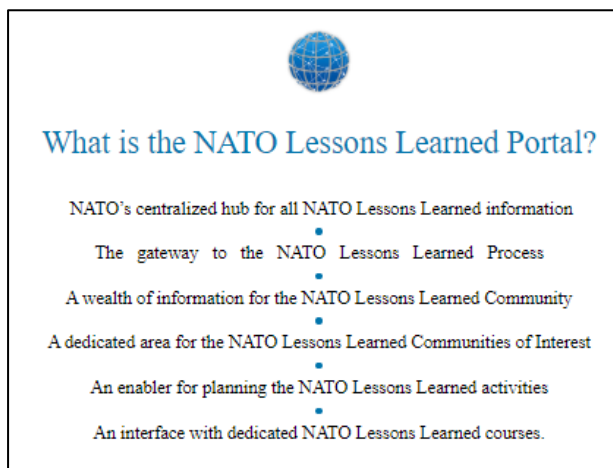 What is the NATO Lessons Learned Portal?
NATO's centralized hub for all NATO Lessons Learned information
The gateway to the NATO Lessons Learned Process
A wealth of information for the NATO Lessons Learned Community
A dedicated area for the NATO Lessons Learned Communities of Interest
An enabler for planning the NATO Lessons Learned activities
An interface with dedicated NATO Lessons Learned courses.